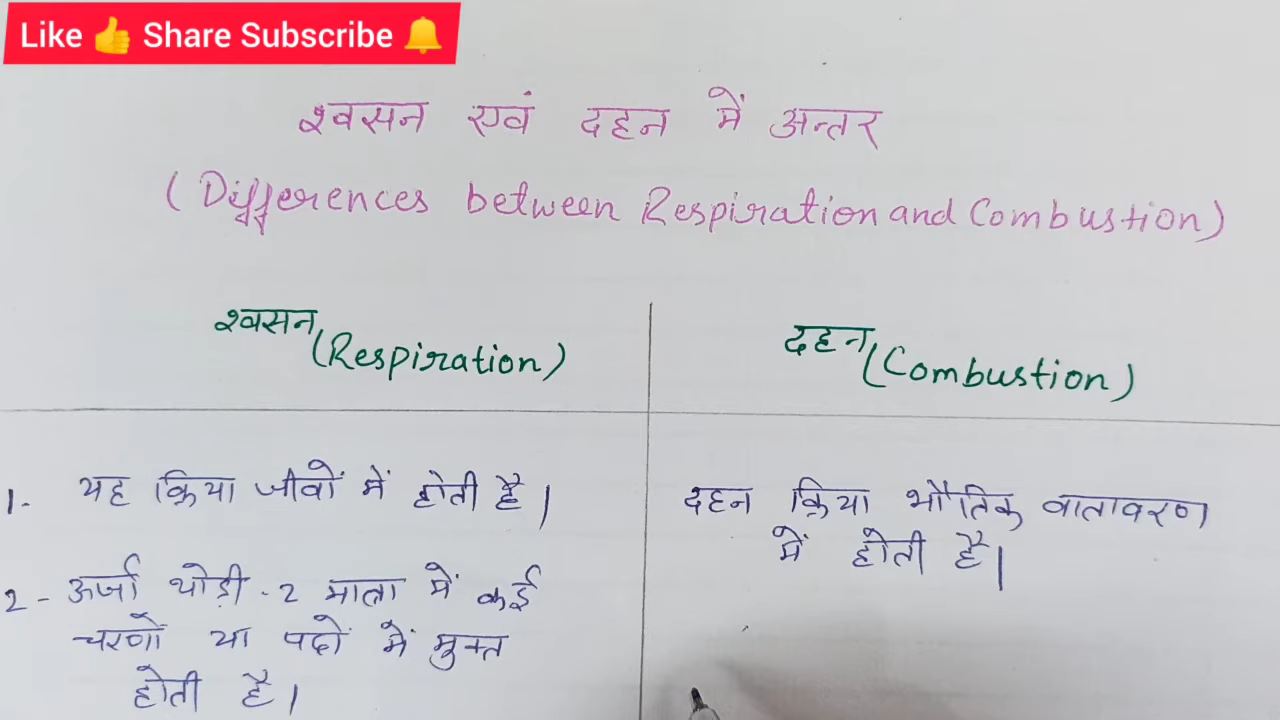 Like 👍 Share Subscribe 🔔
श्वसन एवं दहन में अन्तर
(Differences between Respiration and Combustion)
श्वसन (Respiration)
दहन (Combustion)
1. यह क्रिया जीवों में होती है।
दहन क्रिया भौतिक वातावरण
में होती है।
2 - ऊर्जा थोड़ी-2 मात्रा में कई
चरणों या पदों में मुक्त
होती है।